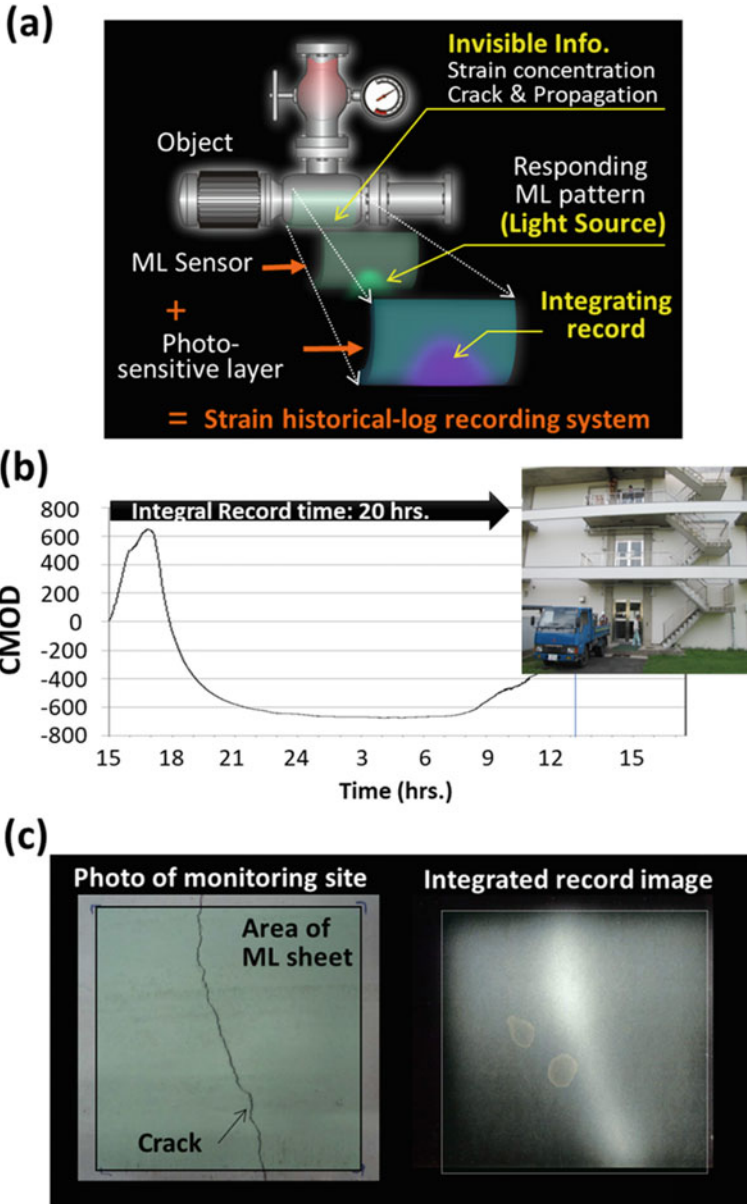 (a)
Invisible Info.
Strain concentration
Crack & Propagation
Object
Responding
ML pattern
(Light Source)
ML Sensor
+
Photo-
sensitive layer
Integrating
record
= Strain historical-log recording system
(b)
Integral Record time: 20 hrs.
CMOD
800
600
400
200
0
-200
-400
-600
-800
15 18 21 24 3 6 9 12 15
Time (hrs.)
(c)
Photo of monitoring site
Integrated record image
Area of
ML sheet
Crack